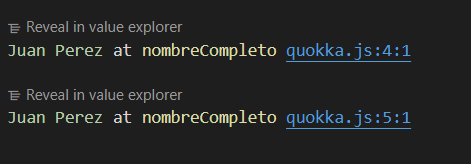 Reveal in value explorer
Juan Perez at nombreCompleto quokka.js:4:1
Reveal in value explorer
Juan Perez at nombreCompleto quokka.js:5:1